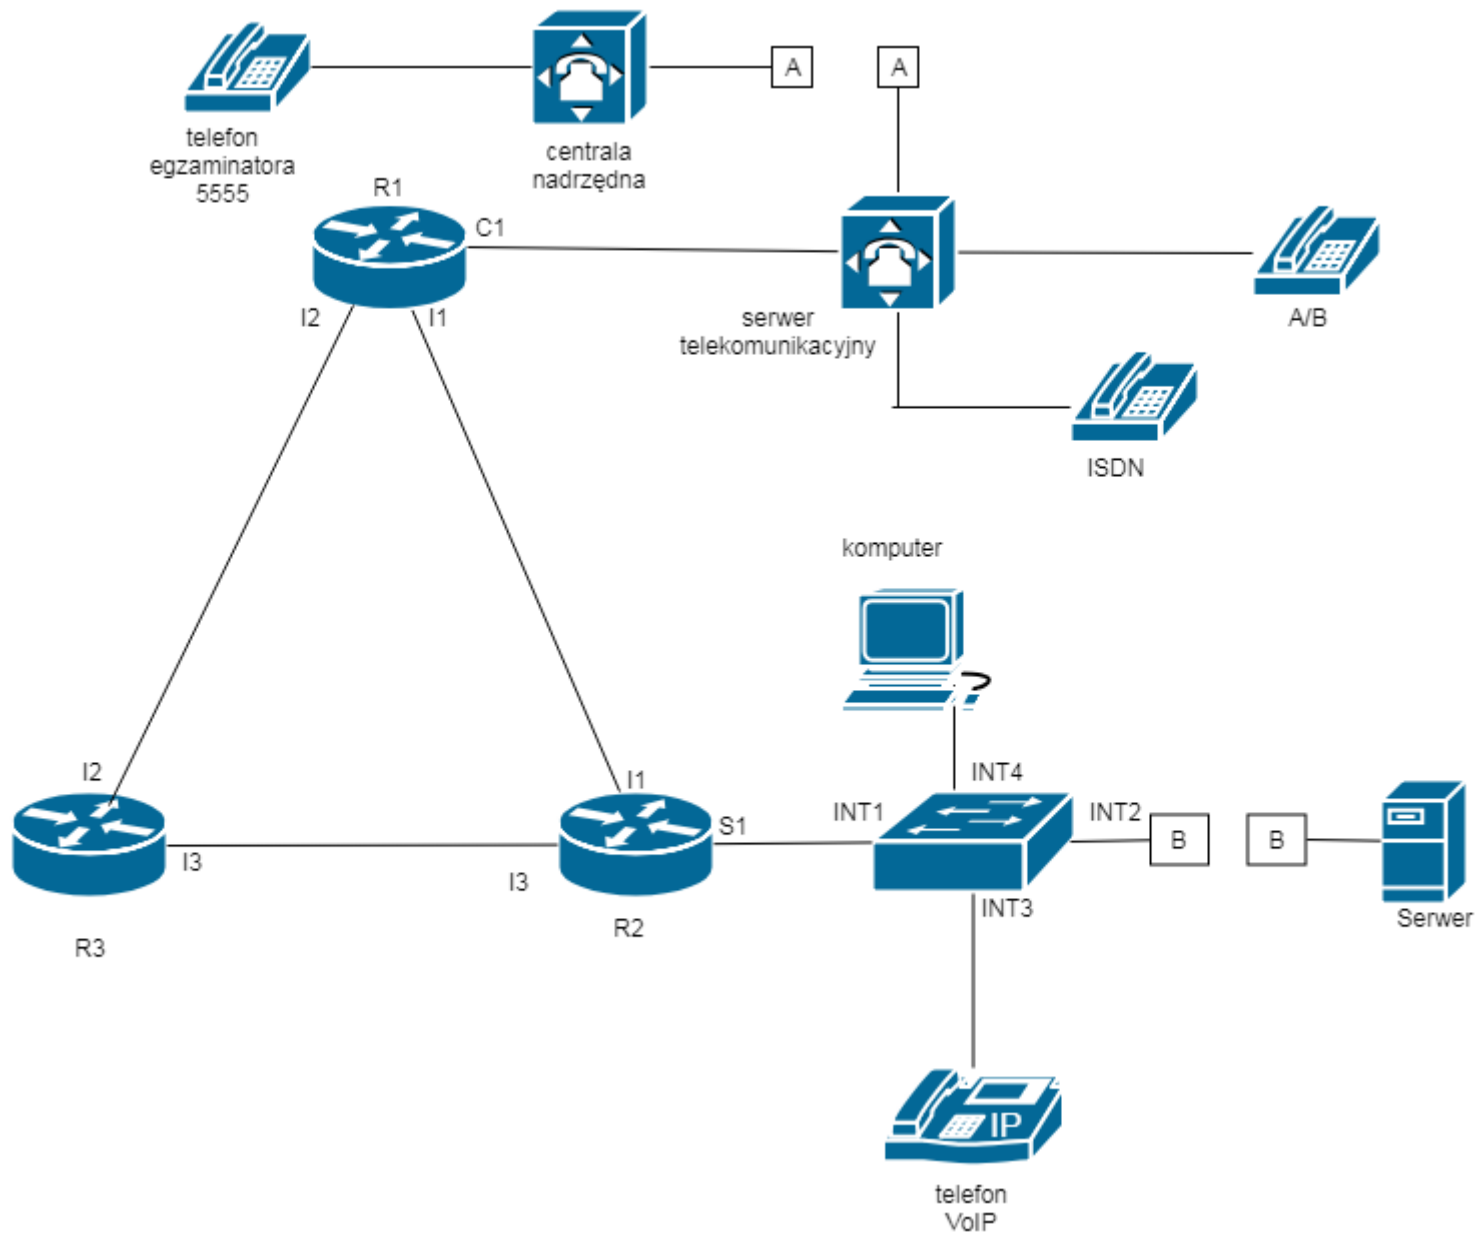 A
A
telefon
egzaminatora
5555
centrala
nadrzędna
R1
C1
I2
I1
serwer
telekomunikacyjny
A/B
ISDN
komputer
I2
I1
INT4
INT1
INT2
S1
B
B
I3
I3
INT3
R2
R3
Serwer
IP
telefon
VoIP